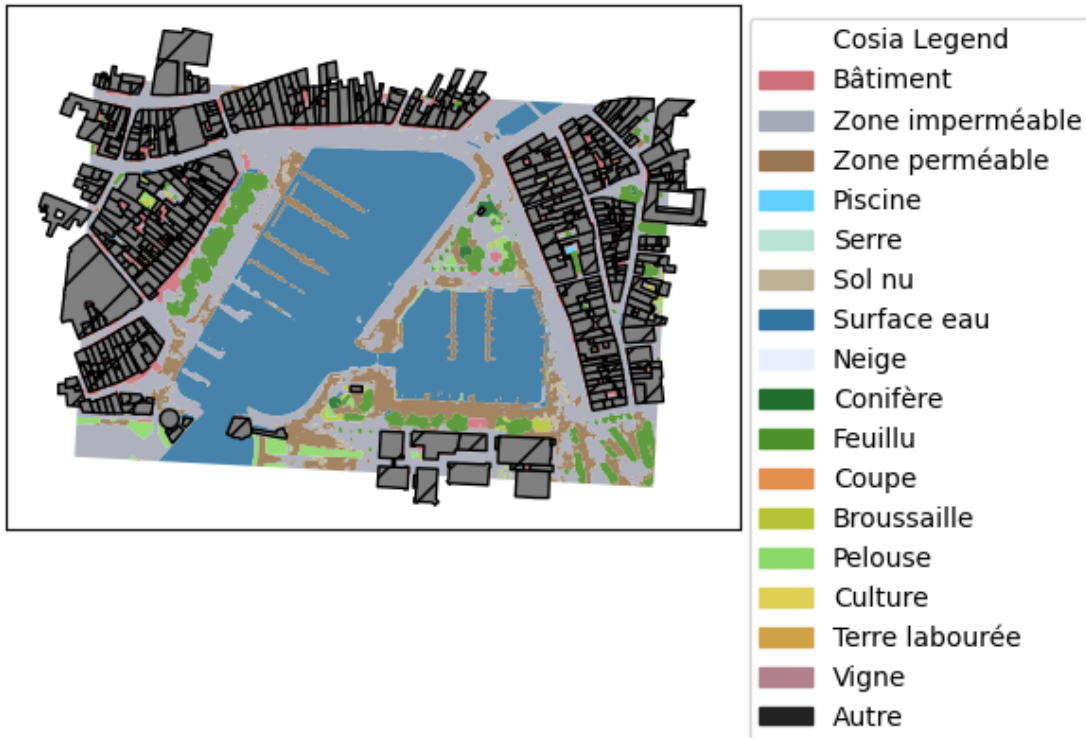 Cosia Legend
Bâtiment
Zone imperméable
Zone perméable
Piscine
Serre
Sol nu
Surface eau
Neige
Conifère
Feuillu
Coupe
Broussaille
Pelouse
Culture
Terre labourée
Vigne
Autre